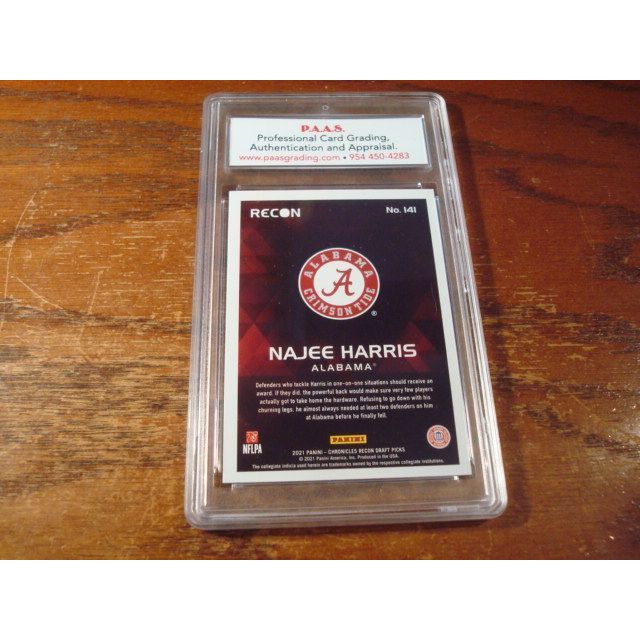 P.A.A.S.
Professional Card Grading,
Authentication and Appraisal.
www.paasgrading.com • 954 450-4283
RECON
No. 141
ALABAMA
A
CRIMSON TIDE
®
NAJEE HARRIS
ALABAMA®
Defenders who tackle Harris in one-on-one situations should receive an
award. If they did, the powerful back would make sure very few players
actually got to take home the hardware. Refusing to go down with his
churning legs, he almost always needed at least two defenders on him
at Alabama before he finally fell.
NFLPA
PANINI
2021 PANINI – CHRONICLES RECON DRAFT PICKS
© 2021 Panini America, Inc. Produced in the USA.
The collegiate indicia used herein are trademarks owned by the respective collegiate institutions.